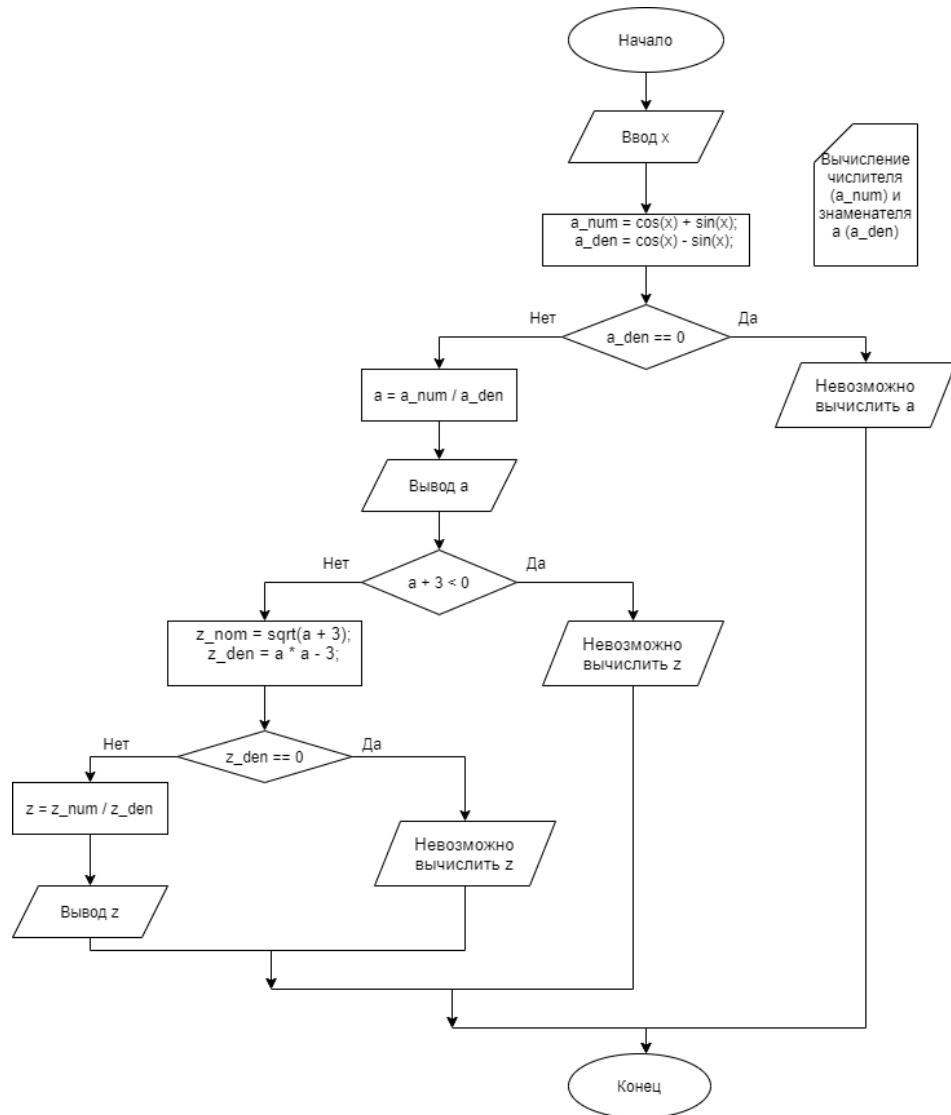 Начало
Ввод x
Вычисление
числителя
(a_num) и
знаменателя
a (a_den)
a_num = cos(x) + sin(x);
a_den = cos(x) - sin(x);
Нет
Да
a_den == 0
a = a_num / a_den
Невозможно
вычислить a
Вывод a
Нет
Да
a + 3 < 0
z_nom = sqrt(a + 3);
z_den = a * a - 3;
Невозможно
вычислить z
Нет
Да
z_den == 0
z = z_num / z_den
Невозможно
вычислить z
Вывод z
Конец